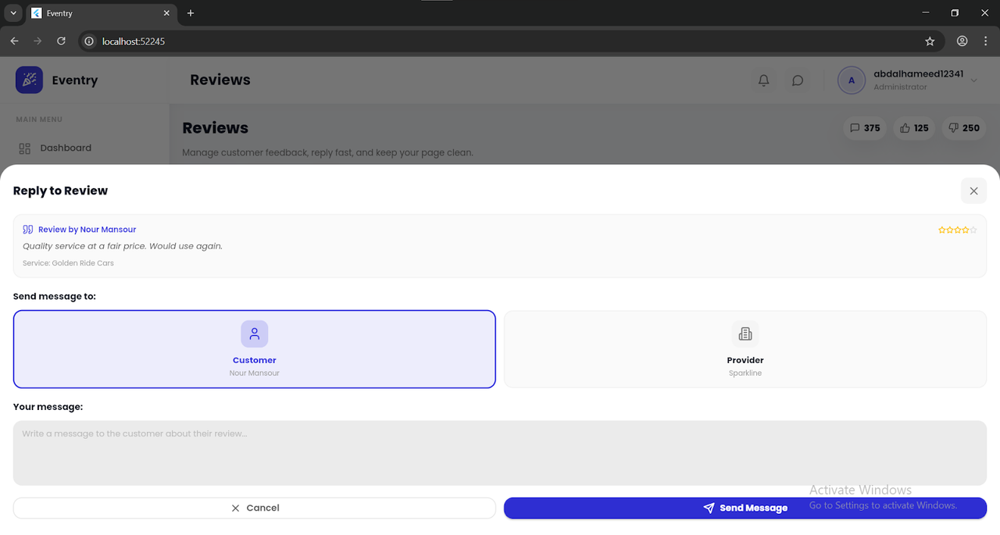 Eventry
localhost:52245
Eventry
Reviews
abdalhameed12341
A
Administrator
MAIN MENU
Reviews
375
125
250
Dashboard
Manage customer feedback, reply fast, and keep your page clean.
Reply to Review
Review by Nour Mansour
Quality service at a fair price. Would use again.
Service: Golden Ride Cars
Send message to:
Customer
Nour Mansour
Provider
Sparkline
Your message:
Write a message to the customer about their review...
Activate Windows
Go to Settings to activate Windows.
Cancel
Send Message